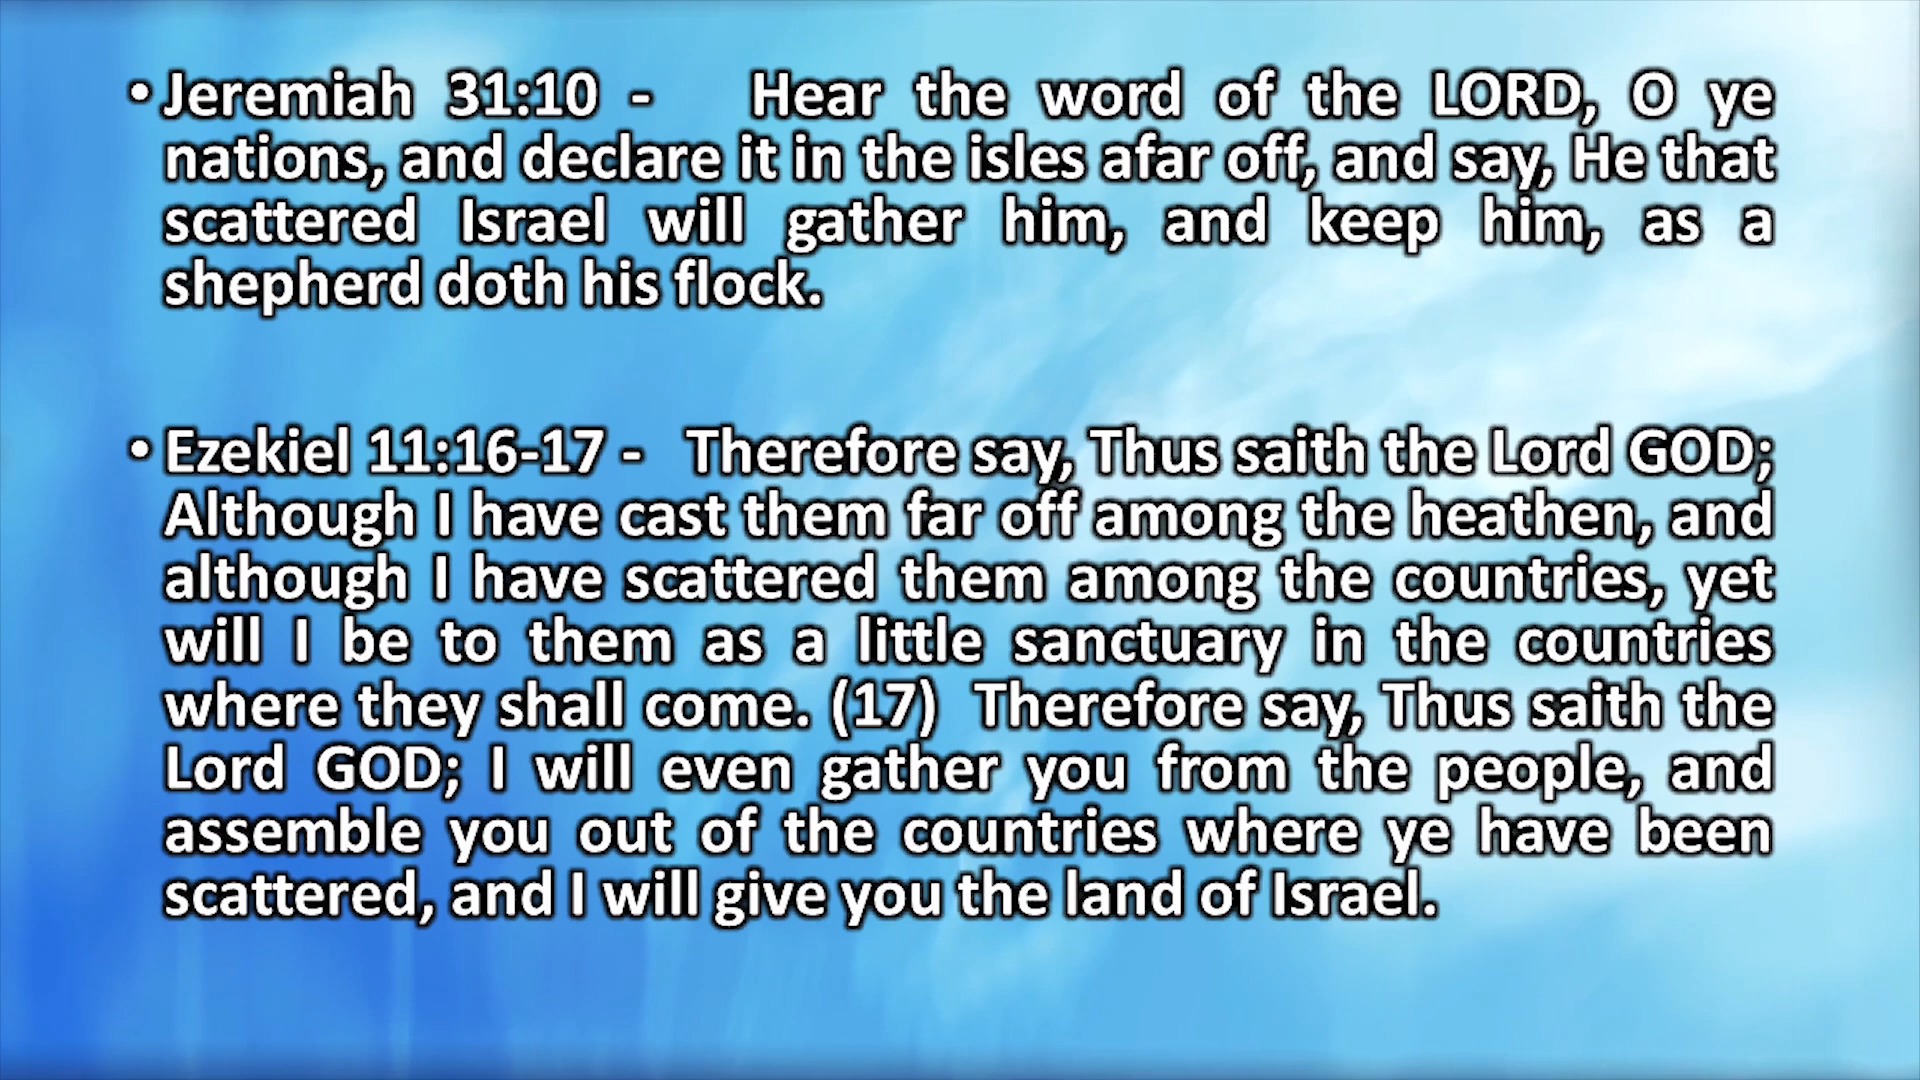 • Jeremiah 31:10 - Hear the word of the LORD, O ye
nations, and declare it in the isles afar off, and say, He that
scattered Israel will gather him, and keep him, as a
shepherd doth his flock.
• Ezekiel 11:16-17 - Therefore say, Thus saith the Lord GOD;
Although I have cast them far off among the heathen, and
although I have scattered them among the countries, yet
will I be to them as a little sanctuary in the countries
where they shall come. (17) Therefore say, Thus saith the
Lord GOD; I will even gather you from the people, and
assemble you out of the countries where ye have been
scattered, and I will give you the land of Israel.